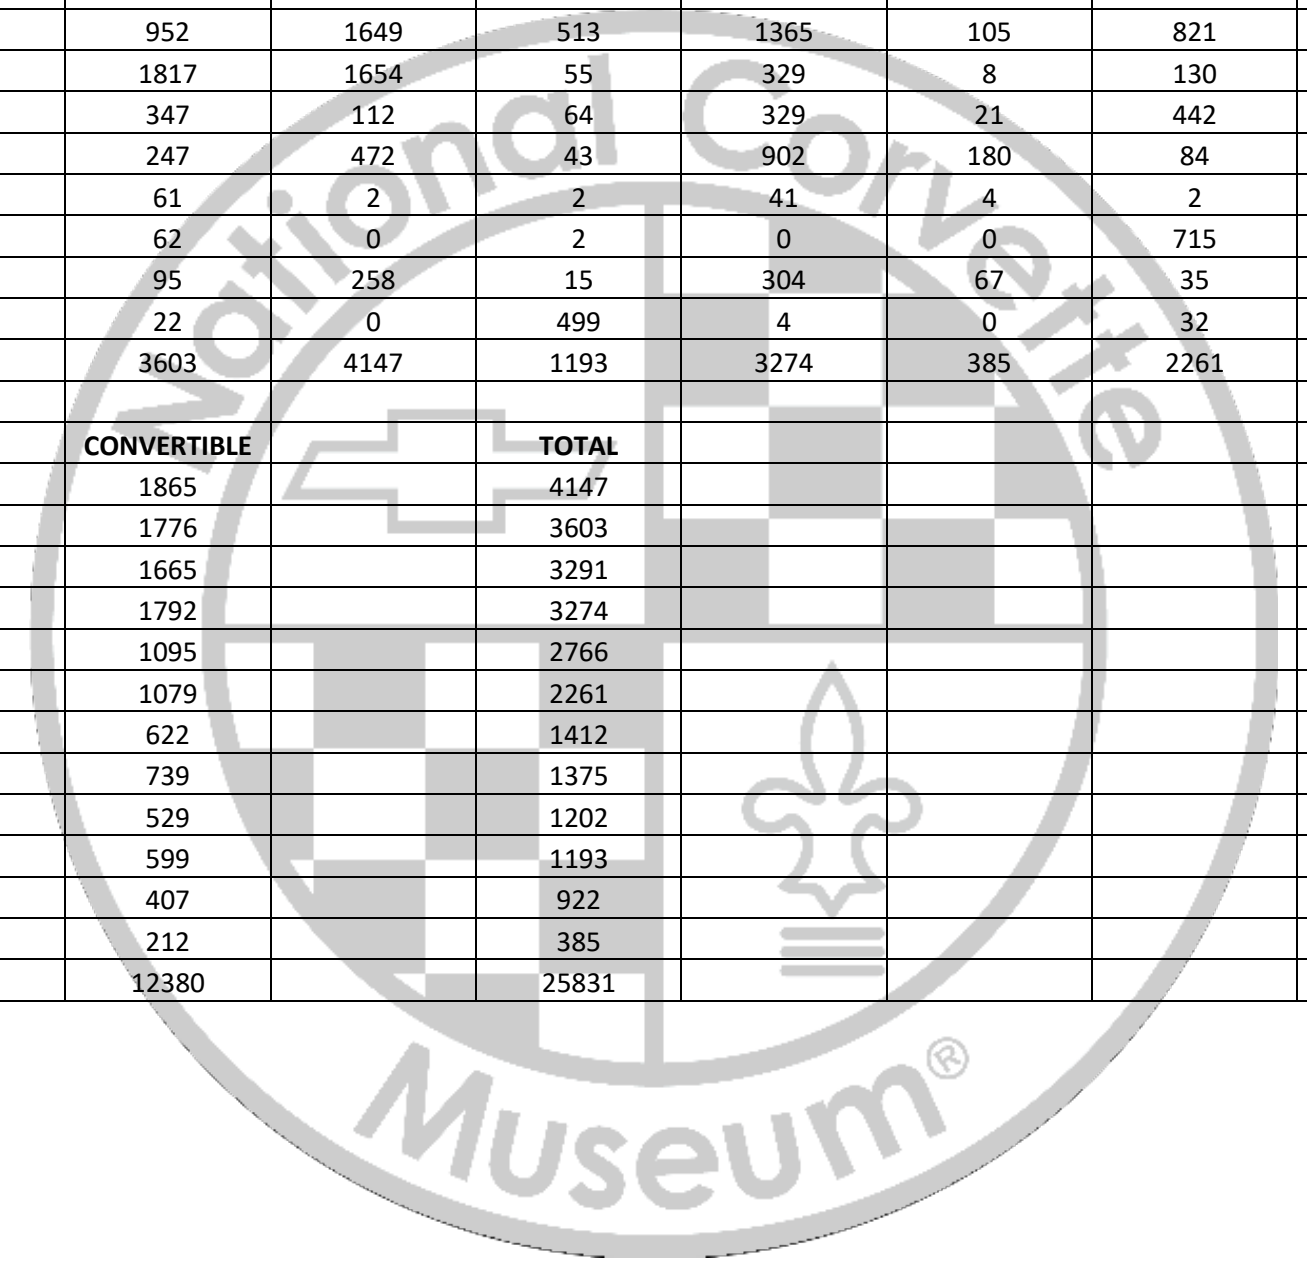 952 1649 513 1365 105 821
1817 1654 55 329 8 130
347 112 64 329 21 442
247 472 43 902 180 84
61 2 2 41 4 2
62 0 2 0 0 715
95 258 15 304 67 35
22 0 499 4 0 32
3603 4147 1193 3274 385 2261
CONVERTIBLE TOTAL
1865 4147
1776 3603
1665 3291
1792 3274
1095 2766
1079 2261
622 1412
739 1375
529 1202
599 1193
407 922
212 385
12380 25831
National Corvette
Museum®